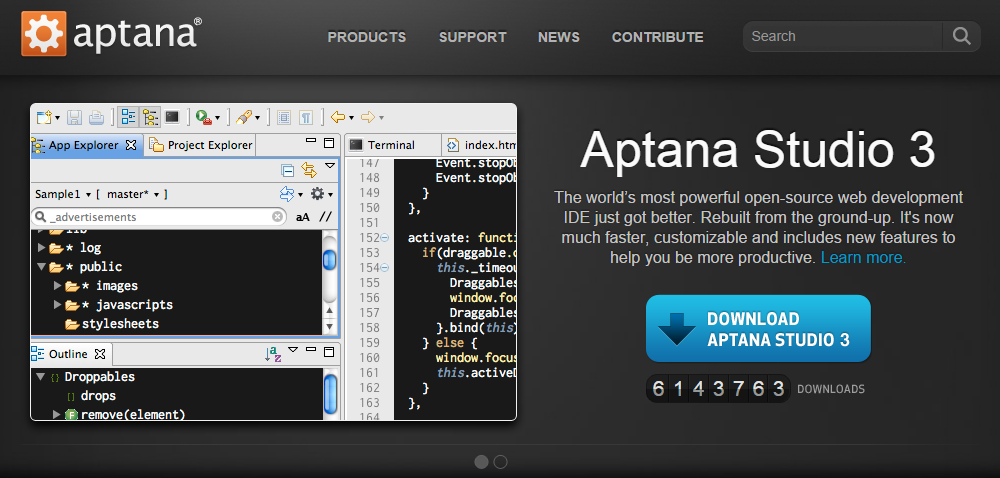 aptana®
PRODUCTS SUPPORT NEWS CONTRIBUTE Search
App Explorer Project Explorer
Sample1 [ master* ]
_advertisements aA //
lib
* log
* public
* images
* javascripts
stylesheets
Outline
Droppables
drops
remove(element)
Terminal index.htm
147 Event.stopOb
148 Event.stopOb
149 }
150 },
151
152 activate: functi
153 if(draggable.o
154 this._timeou
155 Draggables
156 window.foc
157 Draggables
158 }.bind(this)
159 } else {
160 window.focus
161 this.activeD
162 }
163 },
164
Aptana Studio 3
The world's most powerful open-source web development
IDE just got better. Rebuilt from the ground-up. It's now
much faster, customizable and includes new features to
help you be more productive. Learn more.
DOWNLOAD
APTANA STUDIO 3
6143763 DOWNLOADS